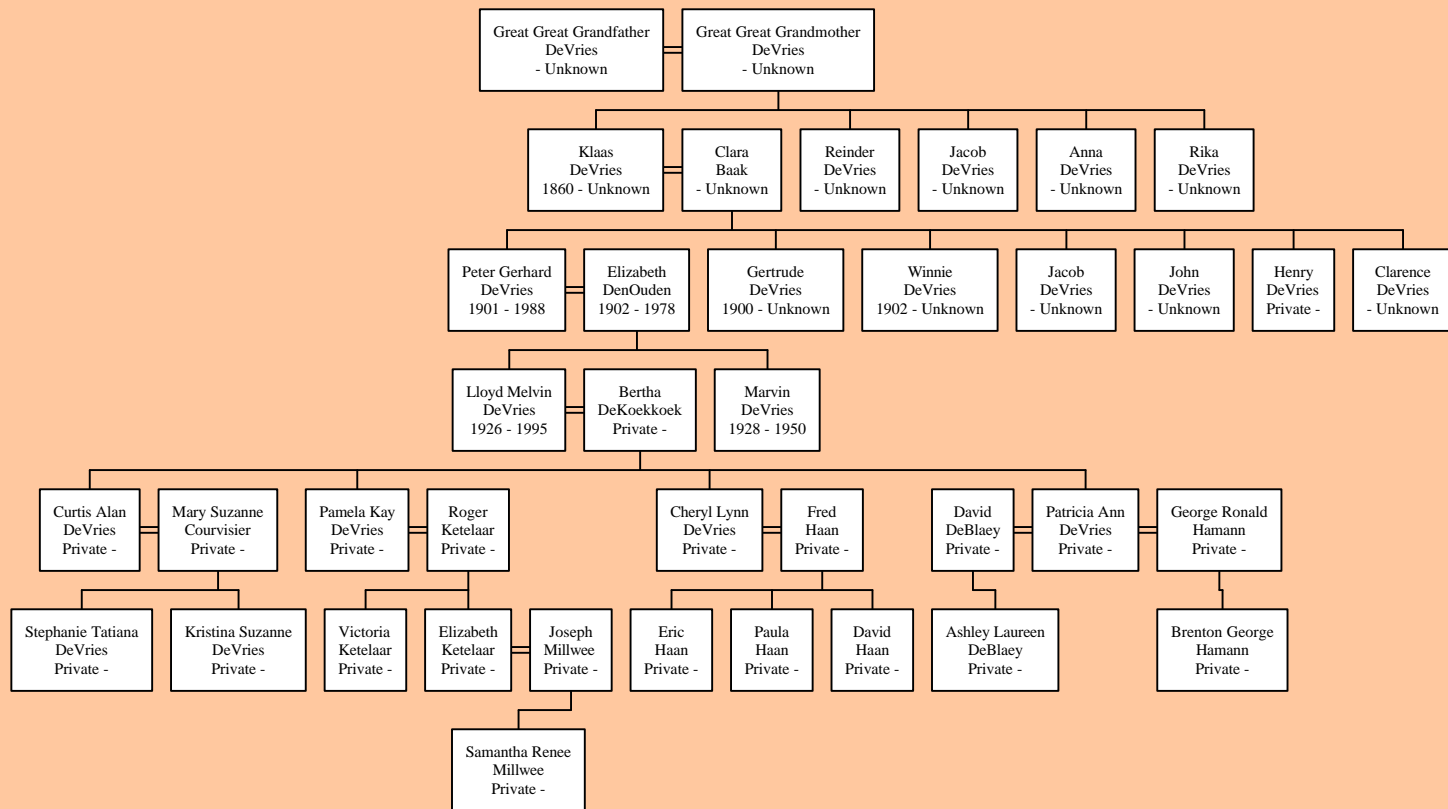 Great Great Grandfather
DeVries
- Unknown
Great Great Grandmother
DeVries
- Unknown
Klaas
DeVries
1860 - Unknown
Clara
Baak
- Unknown
Reinder
DeVries
- Unknown
Jacob
DeVries
- Unknown
Anna
DeVries
- Unknown
Rika
DeVries
- Unknown
Peter Gerhard
DeVries
1901 - 1988
Elizabeth
DenOuden
1902 - 1978
Gertrude
DeVries
1900 - Unknown
Winnie
DeVries
1902 - Unknown
Jacob
DeVries
- Unknown
John
DeVries
- Unknown
Henry
DeVries
Private -
Clarence
DeVries
- Unknown
Lloyd Melvin
DeVries
1926 - 1995
Bertha
DeKoekkoek
Private -
Marvin
DeVries
1928 - 1950
Curtis Alan
DeVries
Private -
Mary Suzanne
Courvisier
Private -
Pamela Kay
DeVries
Private -
Roger
Ketelaar
Private -
Cheryl Lynn
DeVries
Private -
Fred
Haan
Private -
David
DeBlaey
Private -
Patricia Ann
DeVries
Private -
George Ronald
Hamann
Private -
Stephanie Tatiana
DeVries
Private -
Kristina Suzanne
DeVries
Private -
Victoria
Ketelaar
Private -
Elizabeth
Ketelaar
Private -
Joseph
Millwee
Private -
Eric
Haan
Private -
Paula
Haan
Private -
David
Haan
Private -
Ashley Laureen
DeBlaey
Private -
Brenton George
Hamann
Private -
Samantha Renee
Millwee
Private -